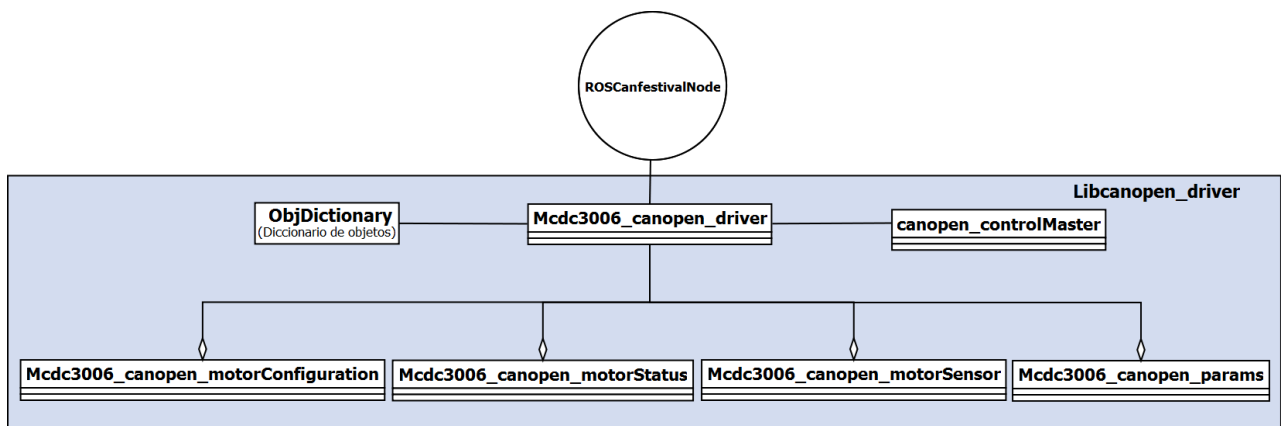 ROSCanfestivalNode
Libcanopen_driver
ObjDictionary
(Diccionario de objetos)
Mcdc3006_canopen_driver
canopen_controlMaster
Mcdc3006_canopen_motorConfiguration
Mcdc3006_canopen_motorStatus
Mcdc3006_canopen_motorSensor
Mcdc3006_canopen_params